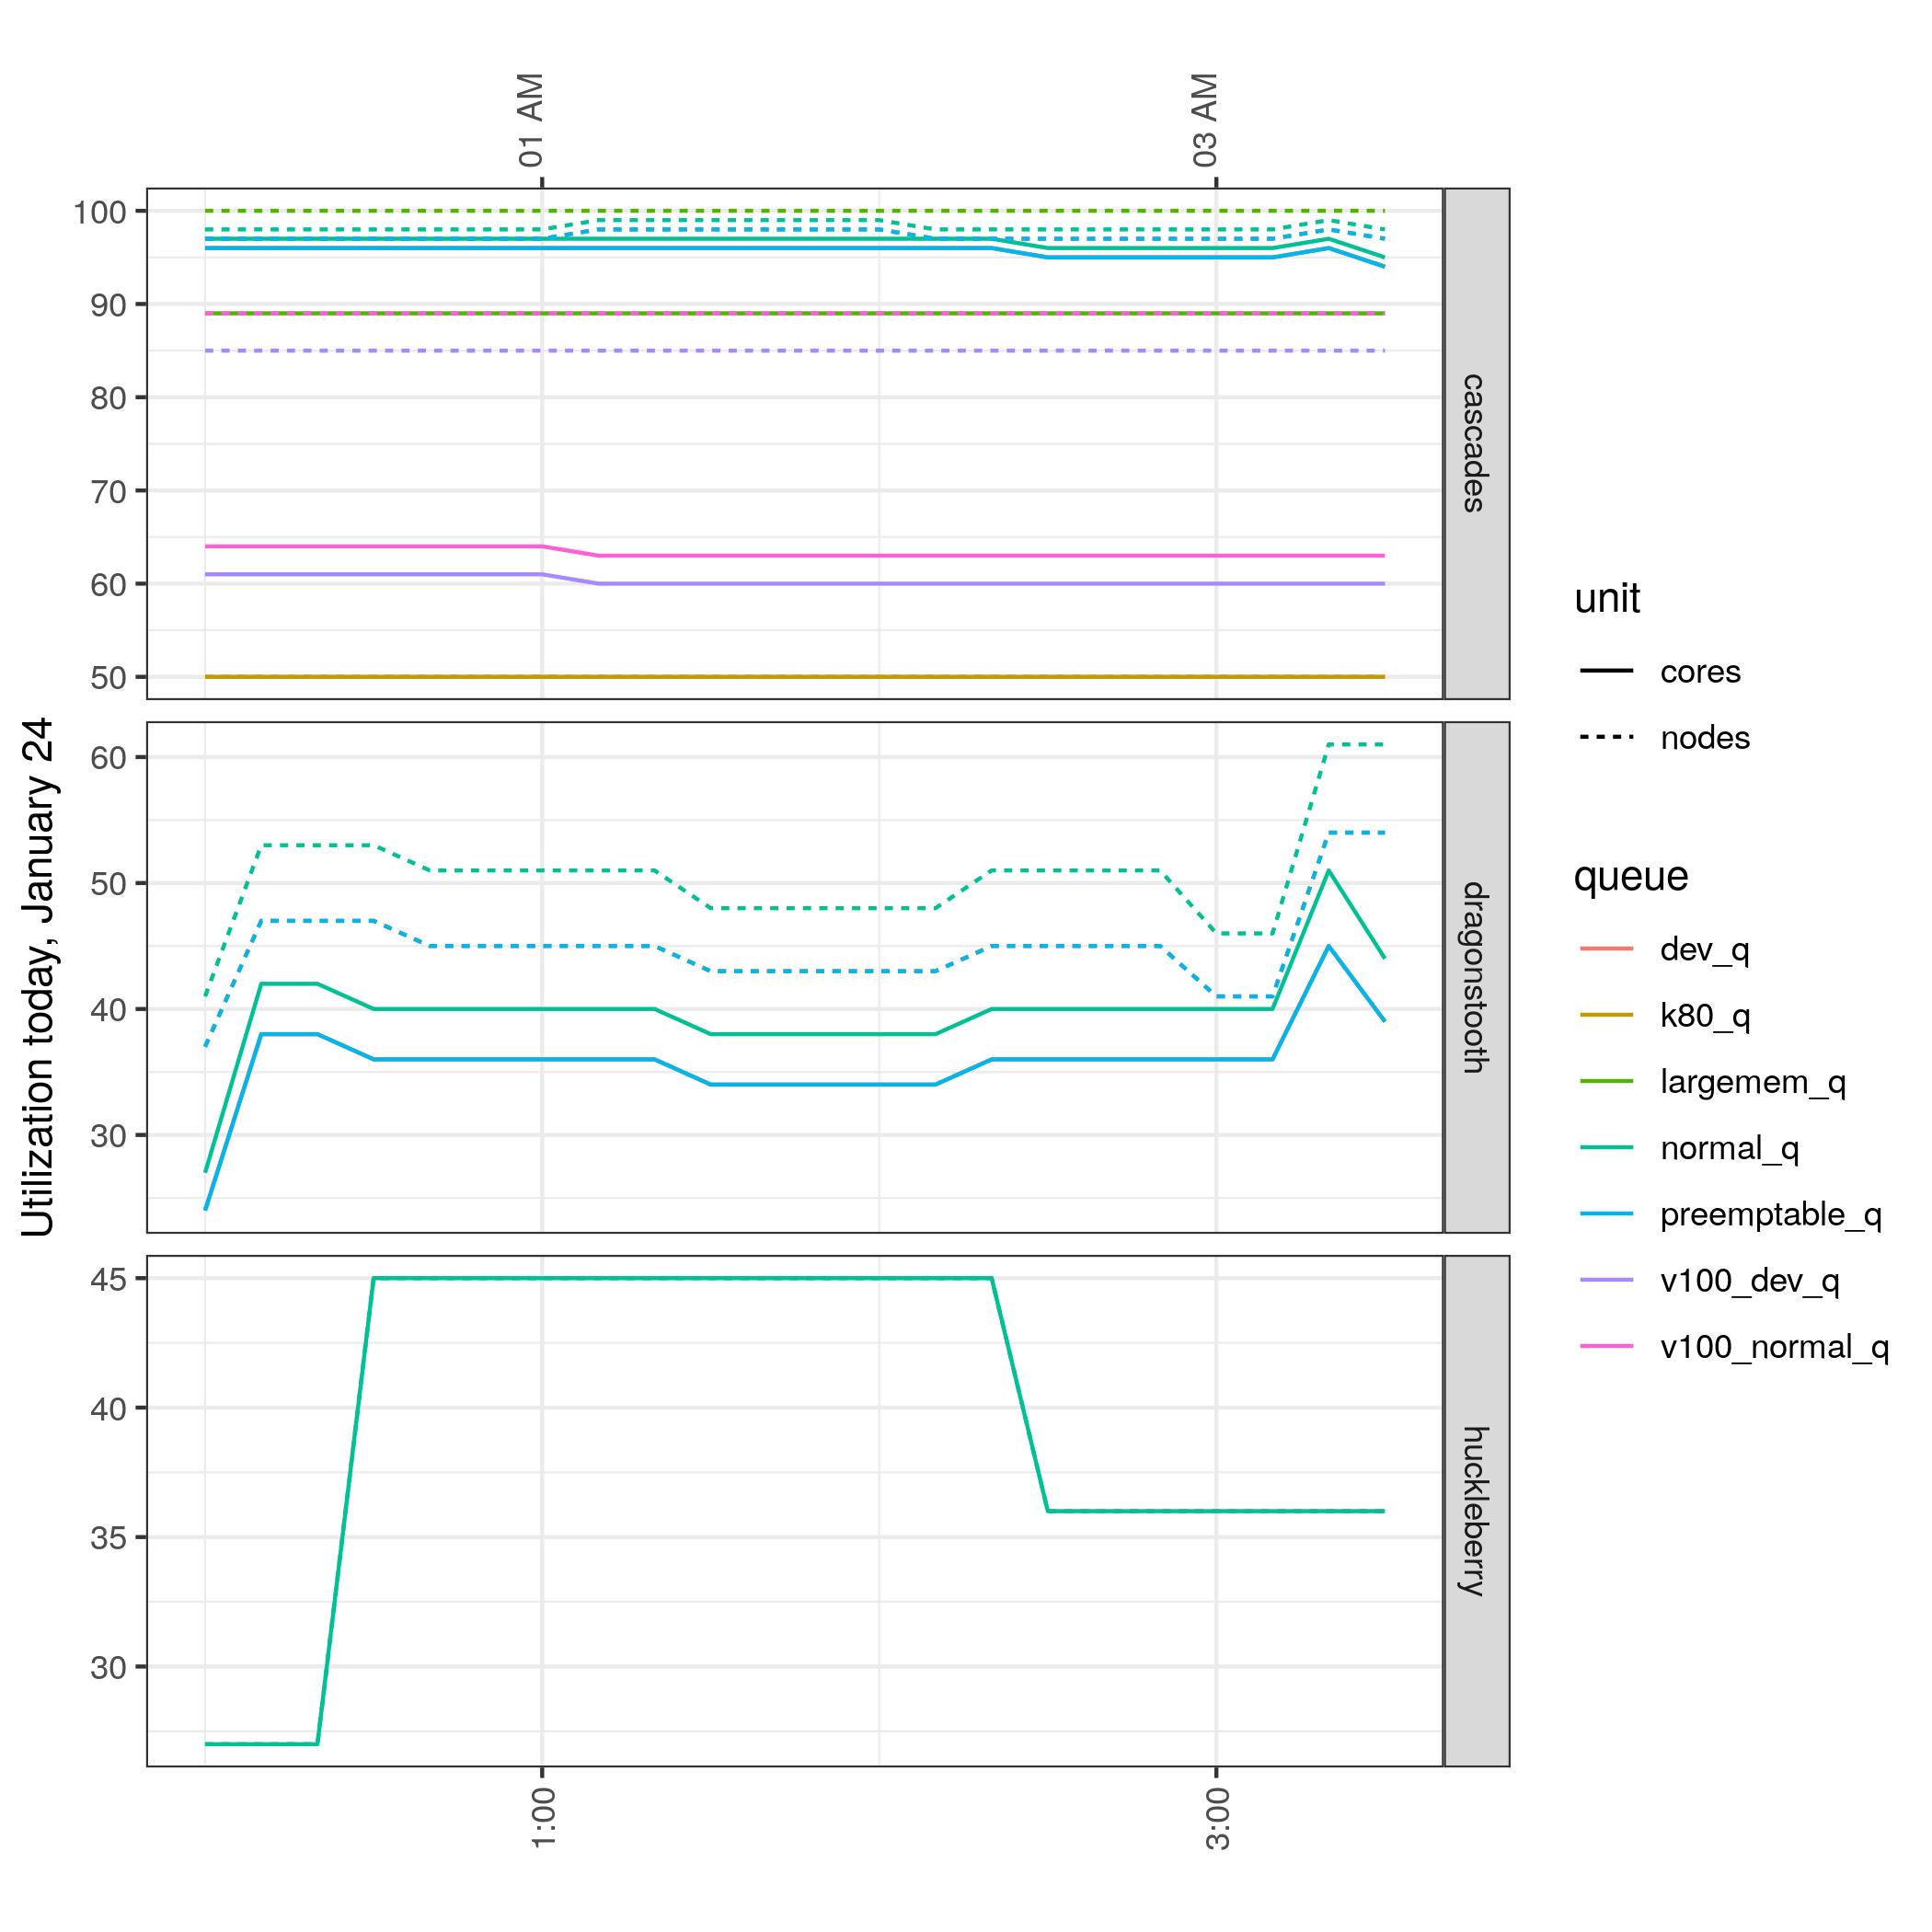 01 AM
03 AM
Utilization today, January 24
100
90
80
70
60
50
cascades
60
50
40
30
dragonstooth
45
40
35
30
huckleberry
1:00
3:00
unit
cores
nodes
queue
dev_q
k80_q
largemem_q
normal_q
preemptable_q
v100_dev_q
v100_normal_q